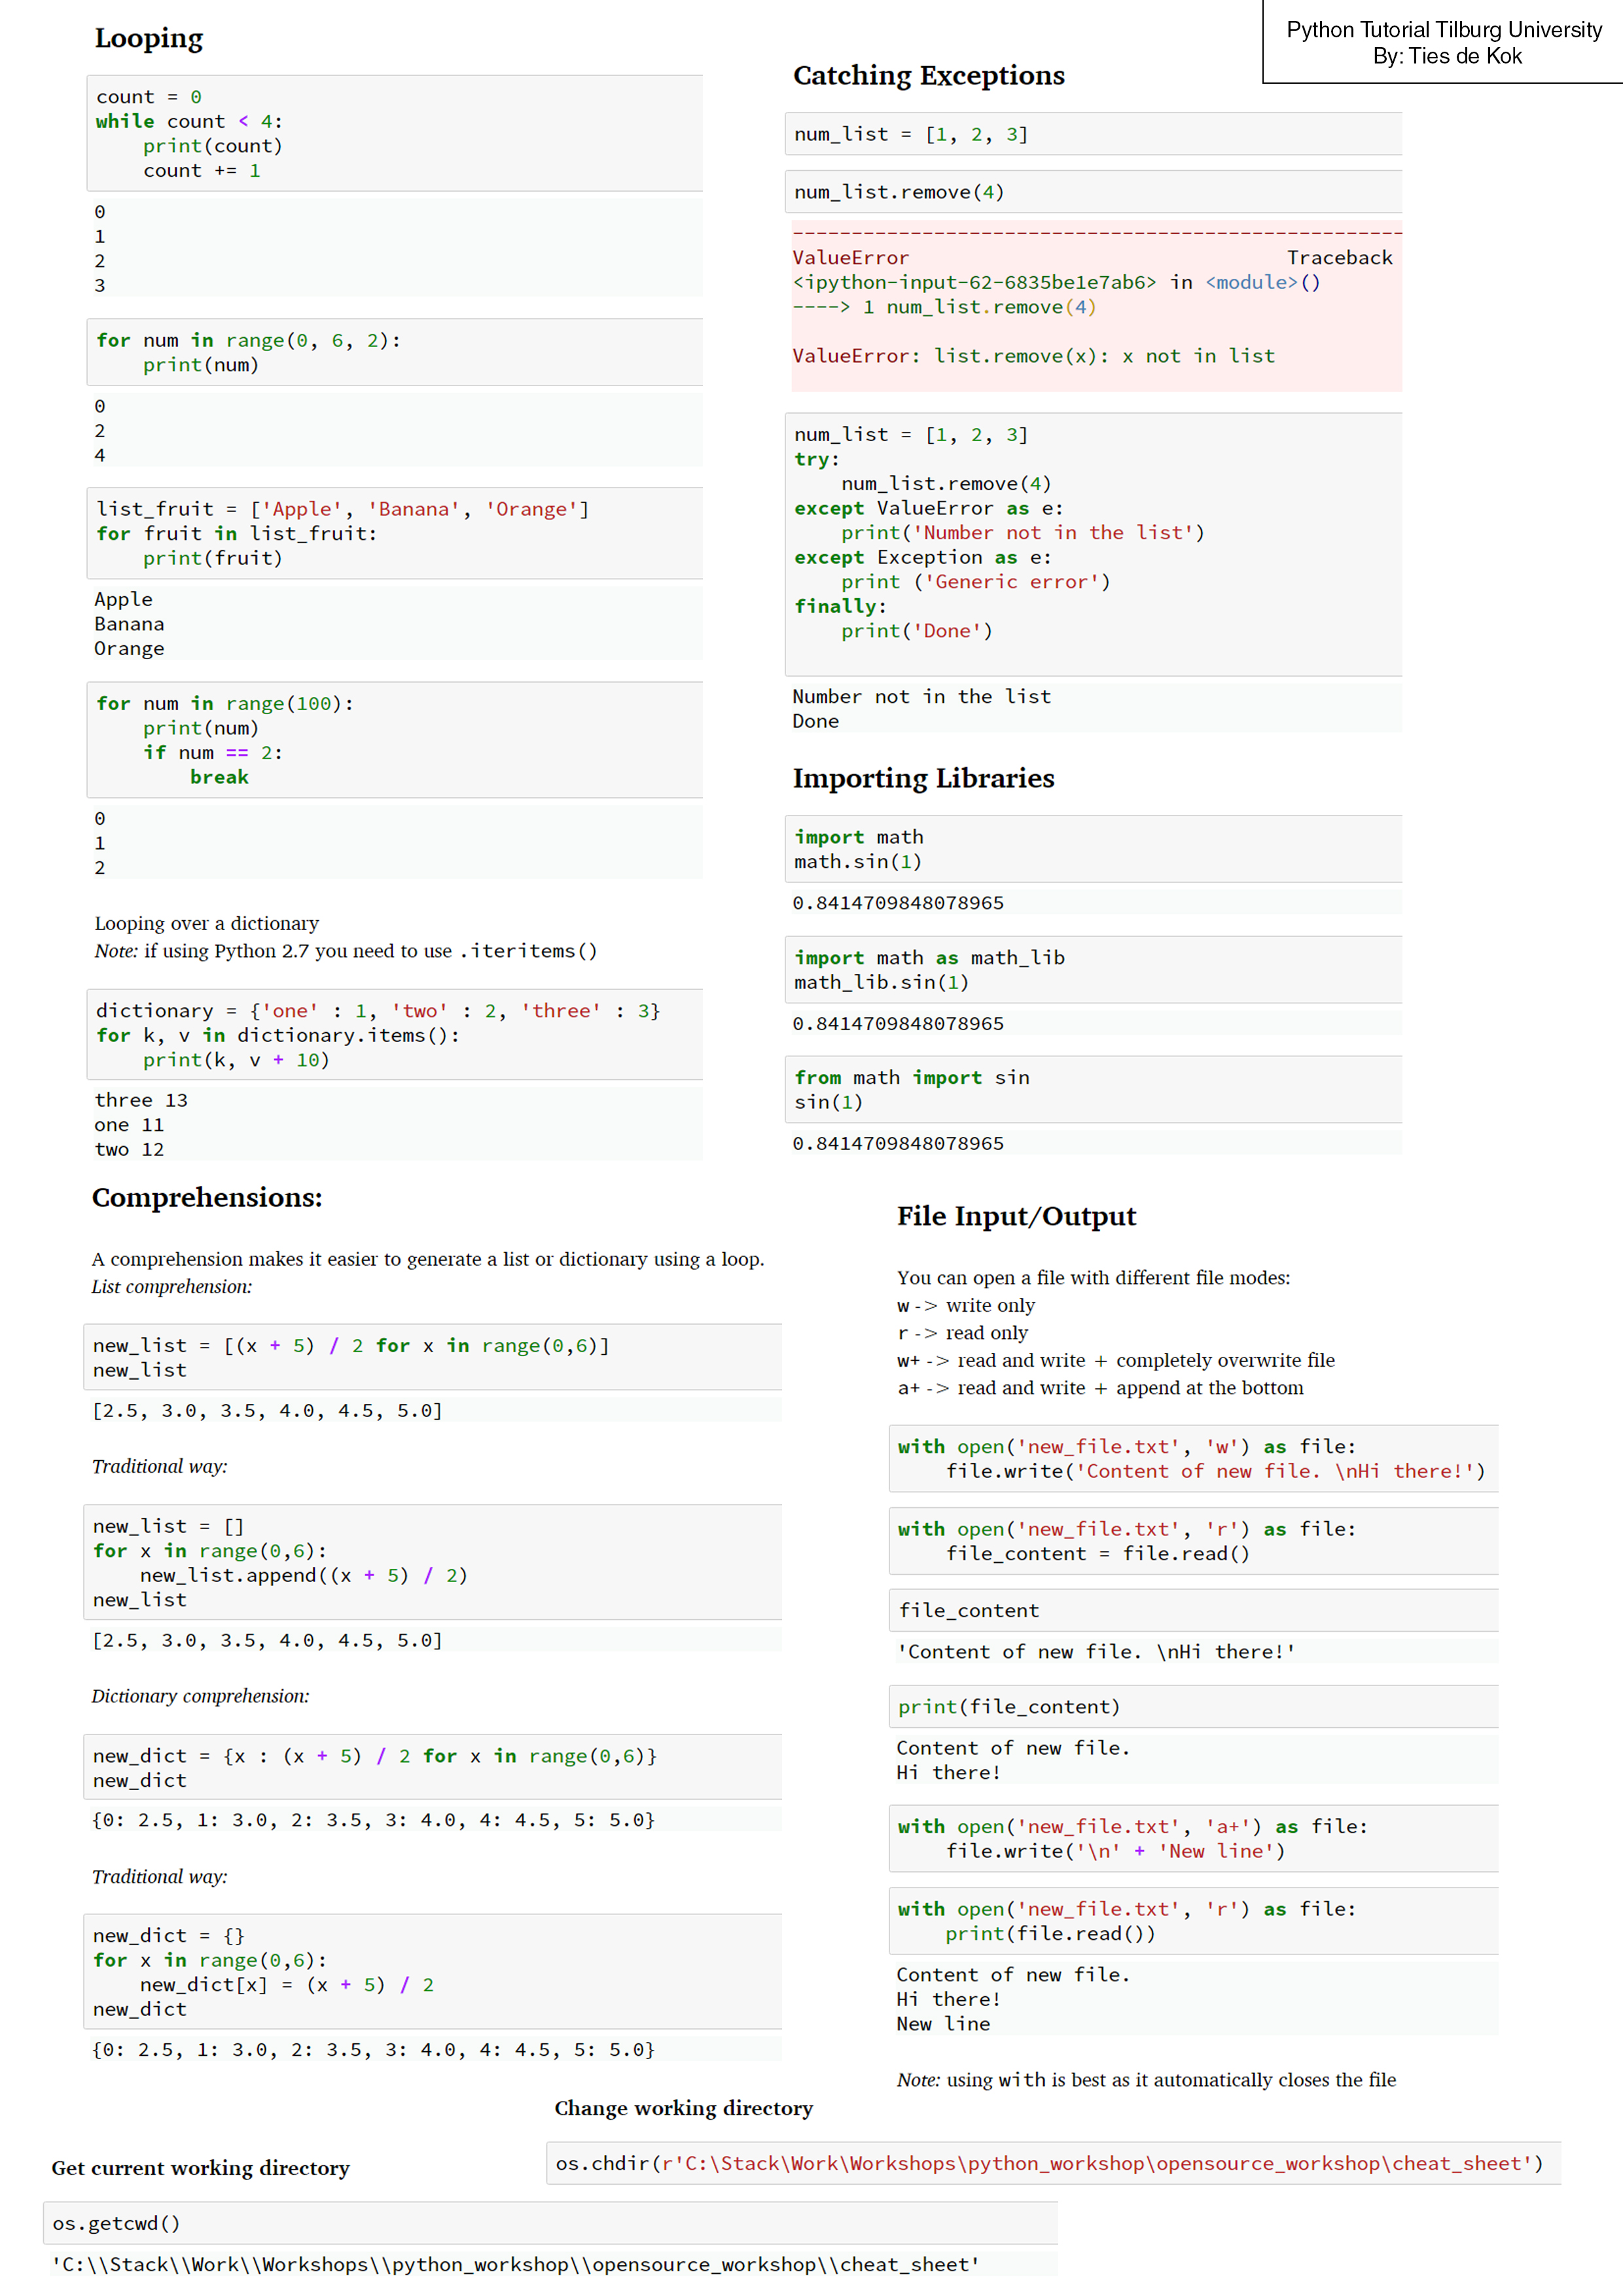 Python Tutorial Tilburg University
By: Ties de Kok
Looping
count = 0
while count < 4:
    print(count)
    count += 1
0
1
2
3
for num in range(0, 6, 2):
    print(num)
0
2
4
list_fruit = ['Apple', 'Banana', 'Orange']
for fruit in list_fruit:
    print(fruit)
Apple
Banana
Orange
for num in range(100):
    print(num)
    if num == 2:
        break
0
1
2
Looping over a dictionary
Note: if using Python 2.7 you need to use .iteritems()
dictionary = {'one' : 1, 'two' : 2, 'three' : 3}
for k, v in dictionary.items():
    print(k, v + 10)
three 13
one 11
two 12
Catching Exceptions
num_list = [1, 2, 3]
num_list.remove(4)
----------------------------------------------------
ValueError                                Traceback
<ipython-input-62-6835be1e7ab6> in <module>()
----> 1 num_list.remove(4)
ValueError: list.remove(x): x not in list
num_list = [1, 2, 3]
try:
    num_list.remove(4)
except ValueError as e:
    print('Number not in the list')
except Exception as e:
    print ('Generic error')
finally:
    print('Done')
Number not in the list
Done
Importing Libraries
import math
math.sin(1)
0.8414709848078965
import math as math_lib
math_lib.sin(1)
0.8414709848078965
from math import sin
sin(1)
0.8414709848078965
Comprehensions:
A comprehension makes it easier to generate a list or dictionary using a loop.
List comprehension:
new_list = [(x + 5) / 2 for x in range(0,6)]
new_list
[2.5, 3.0, 3.5, 4.0, 4.5, 5.0]
Traditional way:
new_list = []
for x in range(0,6):
    new_list.append((x + 5) / 2)
new_list
[2.5, 3.0, 3.5, 4.0, 4.5, 5.0]
Dictionary comprehension:
new_dict = {x : (x + 5) / 2 for x in range(0,6)}
new_dict
{0: 2.5, 1: 3.0, 2: 3.5, 3: 4.0, 4: 4.5, 5: 5.0}
Traditional way:
new_dict = {}
for x in range(0,6):
    new_dict[x] = (x + 5) / 2
new_dict
{0: 2.5, 1: 3.0, 2: 3.5, 3: 4.0, 4: 4.5, 5: 5.0}
File Input/Output
You can open a file with different file modes:
w -> write only
r -> read only
w+ -> read and write + completely overwrite file
a+ -> read and write + append at the bottom
with open('new_file.txt', 'w') as file:
    file.write('Content of new file. \nHi there!')
with open('new_file.txt', 'r') as file:
    file_content = file.read()
file_content
'Content of new file. \nHi there!'
print(file_content)
Content of new file.
Hi there!
with open('new_file.txt', 'a+') as file:
    file.write('\n' + 'New line')
with open('new_file.txt', 'r') as file:
    print(file.read())
Content of new file.
Hi there!
New line
Note: using with is best as it automatically closes the file
Change working directory
os.chdir(r'C:\Stack\Work\Workshops\python_workshop\opensource_workshop\cheat_sheet')
Get current working directory
os.getcwd()
'C:\\Stack\\Work\\Workshops\\python_workshop\\opensource_workshop\\cheat_sheet'